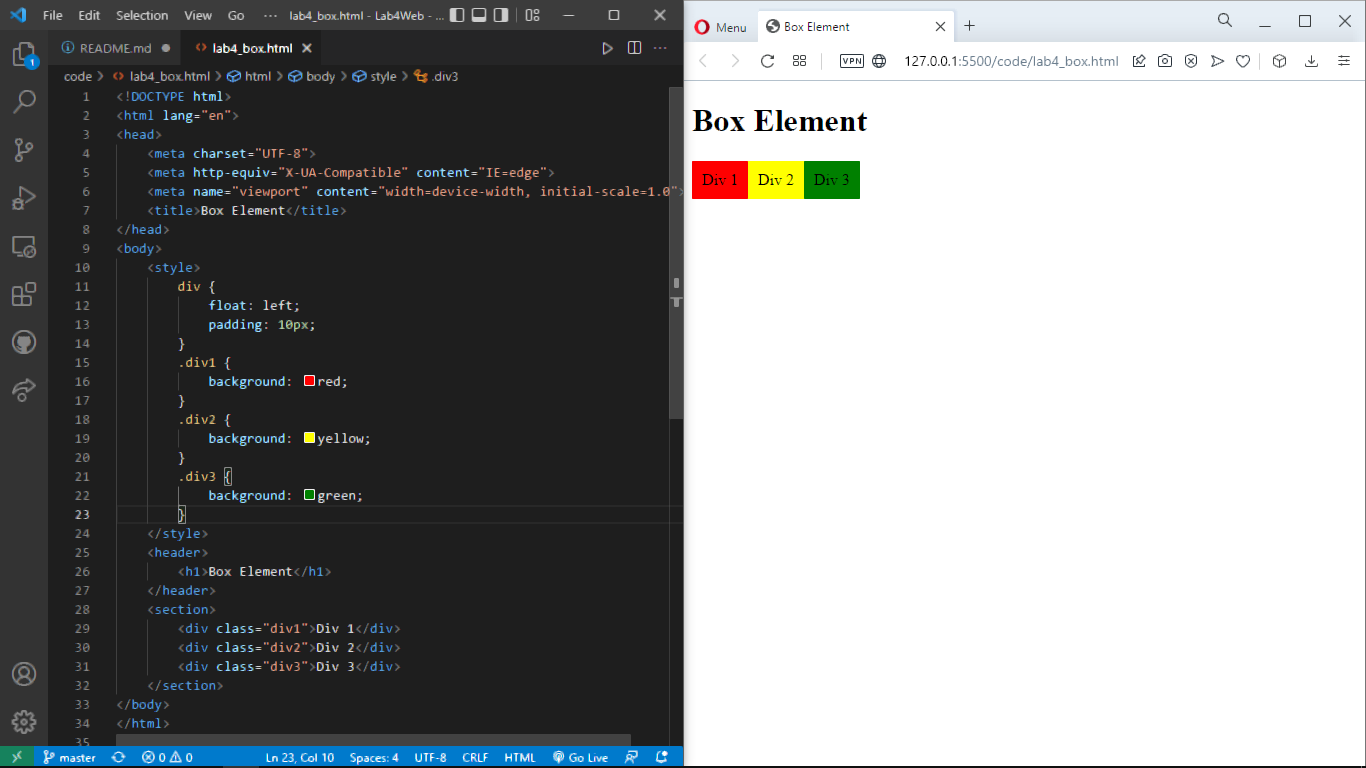 File Edit Selection View Go ··· lab4_box.html - Lab4Web - ...
README.md ● lab4_box.html
code > lab4_box.html > html > body > style > .div3
1 <!DOCTYPE html>
2 <html lang="en">
3 <head>
4 <meta charset="UTF-8">
5 <meta http-equiv="X-UA-Compatible" content="IE=edge">
6 <meta name="viewport" content="width=device-width, initial-scale=1.0">
7 <title>Box Element</title>
8 </head>
9 <body>
10 <style>
11 div {
12 float: left;
13 padding: 10px;
14 }
15 .div1 {
16 background: red;
17 }
18 .div2 {
19 background: yellow;
20 }
21 .div3 {
22 background: green;
23 }
24 </style>
25 <header>
26 <h1>Box Element</h1>
27 </header>
28 <section>
29 <div class="div1">Div 1</div>
30 <div class="div2">Div 2</div>
31 <div class="div3">Div 3</div>
32 </section>
33 </body>
34 </html>
35
1
master 0 0 Ln 23, Col 10 Spaces: 4 UTF-8 CRLF HTML Go Live
Menu Box Element
VPN 127.0.0.1:5500/code/lab4_box.html
Box Element
Div 1 Div 2 Div 3